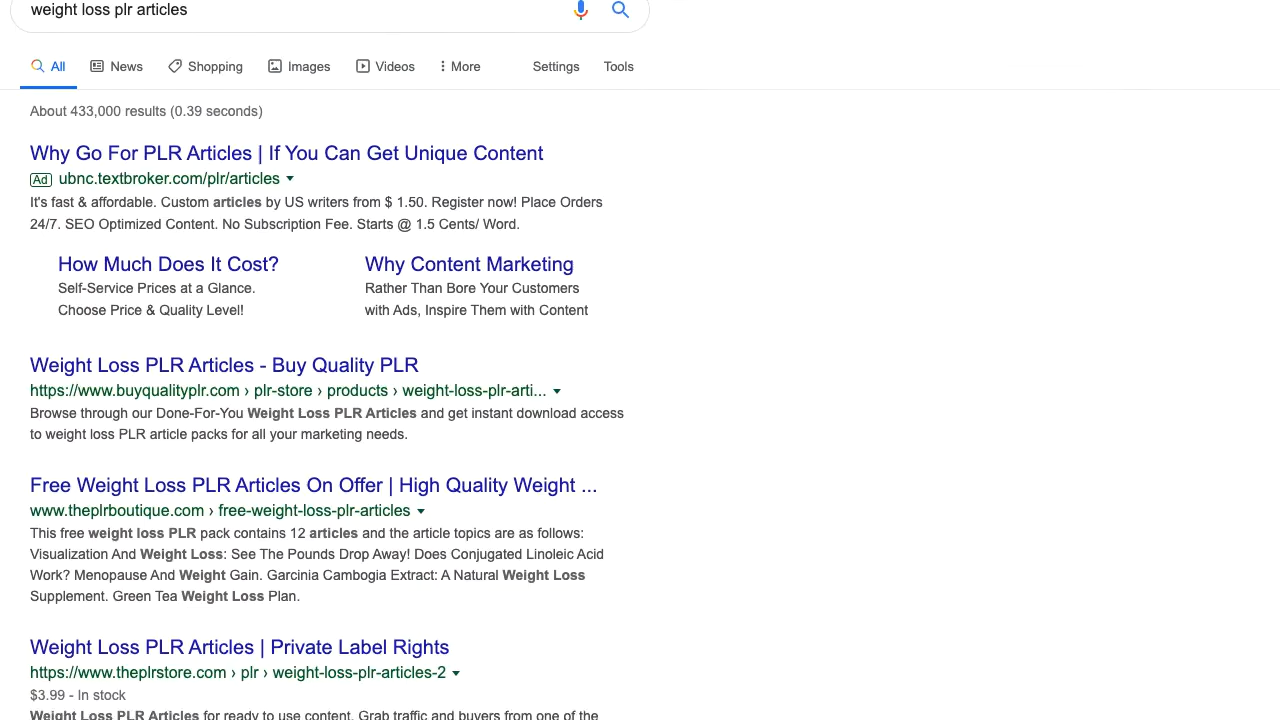 weight loss plr articles
All News Shopping Images Videos More Settings Tools
About 433,000 results (0.39 seconds)
Why Go For PLR Articles | If You Can Get Unique Content
Ad ubnc.textbroker.com/plr/articles
It's fast & affordable. Custom articles by US writers from $ 1.50. Register now! Place Orders
24/7. SEO Optimized Content. No Subscription Fee. Starts @ 1.5 Cents/ Word.
How Much Does It Cost?
Self-Service Prices at a Glance.
Choose Price & Quality Level!
Why Content Marketing
Rather Than Bore Your Customers
with Ads, Inspire Them with Content
Weight Loss PLR Articles - Buy Quality PLR
https://www.buyqualityplr.com › plr-store › products › weight-loss-plr-arti...
Browse through our Done-For-You Weight Loss PLR Articles and get instant download access
to weight loss PLR article packs for all your marketing needs.
Free Weight Loss PLR Articles On Offer | High Quality Weight ...
www.theplrboutique.com › free-weight-loss-plr-articles
This free weight loss PLR pack contains 12 articles and the article topics are as follows:
Visualization And Weight Loss: See The Pounds Drop Away! Does Conjugated Linoleic Acid
Work? Menopause And Weight Gain. Garcinia Cambogia Extract: A Natural Weight Loss
Supplement. Green Tea Weight Loss Plan.
Weight Loss PLR Articles | Private Label Rights
https://www.theplrstore.com › plr › weight-loss-plr-articles-2
$3.99 - In stock
Weight Loss PLR Articles for ready to use content. Grab traffic and buyers from one of the